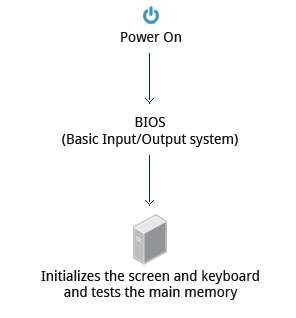 Power On
BIOS
(Basic Input/Output system)
Initializes the screen and keyboard
and tests the main memory